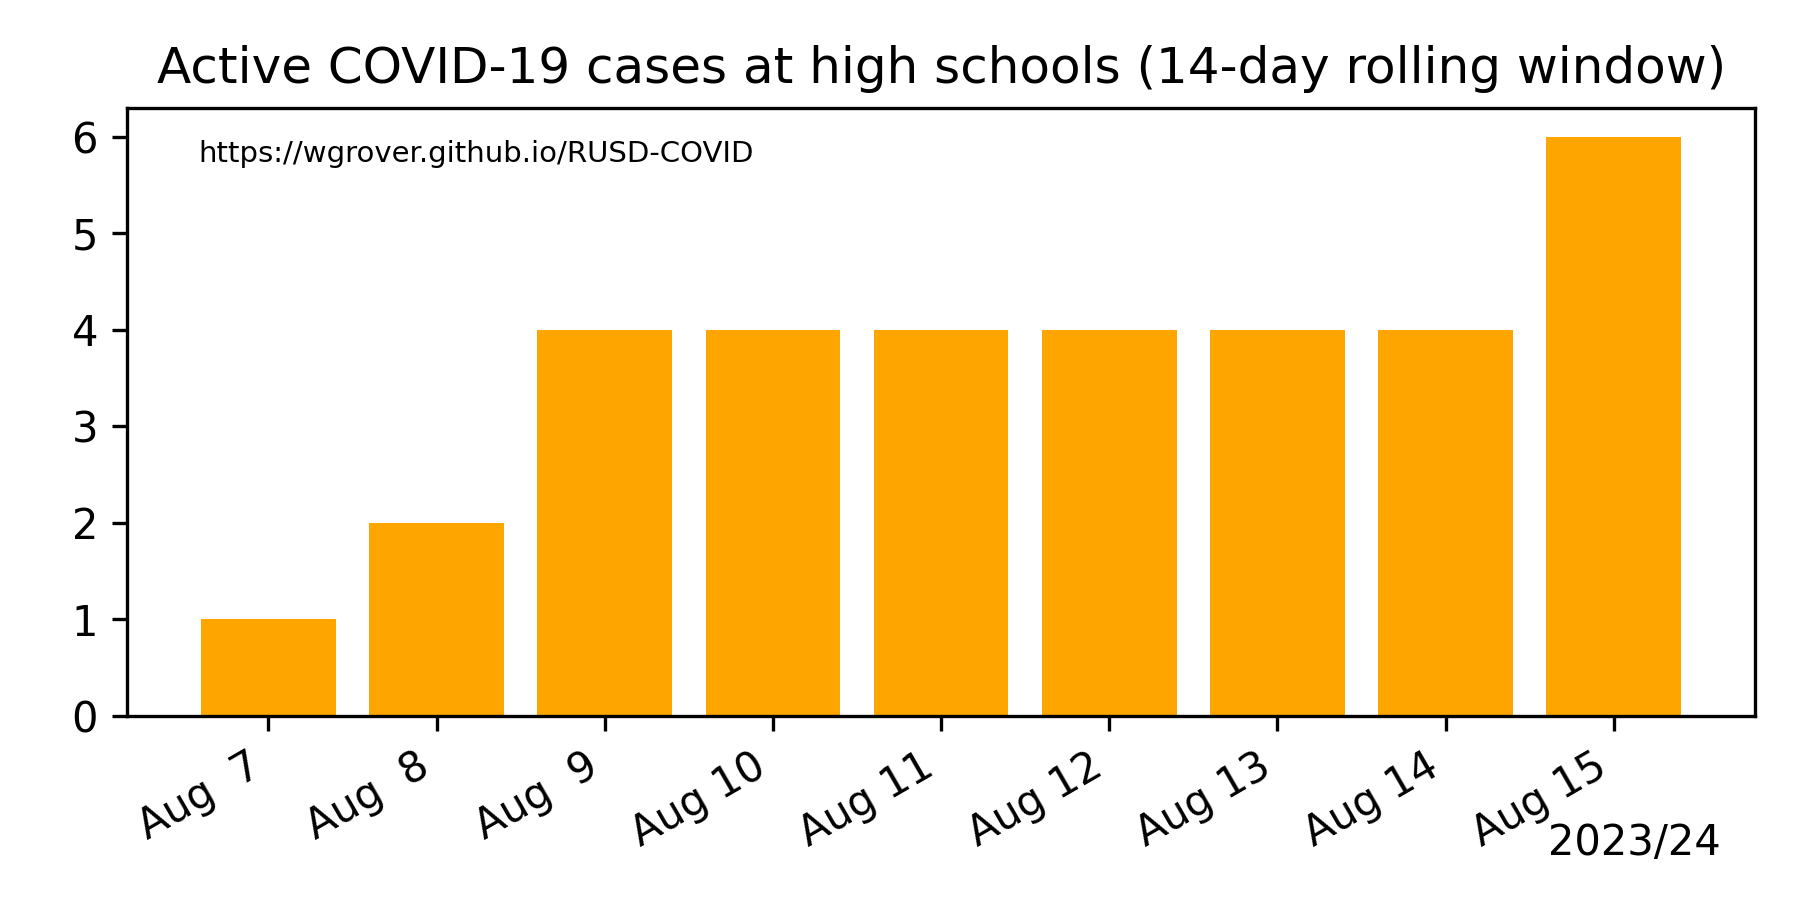 Active COVID-19 cases at high schools (14-day rolling window)
https://wgrover.github.io/RUSD-COVID
6
5
4
3
2
1
0
Aug 7
Aug 8
Aug 9
Aug 10
Aug 11
Aug 12
Aug 13
Aug 14
Aug 15
2023/24